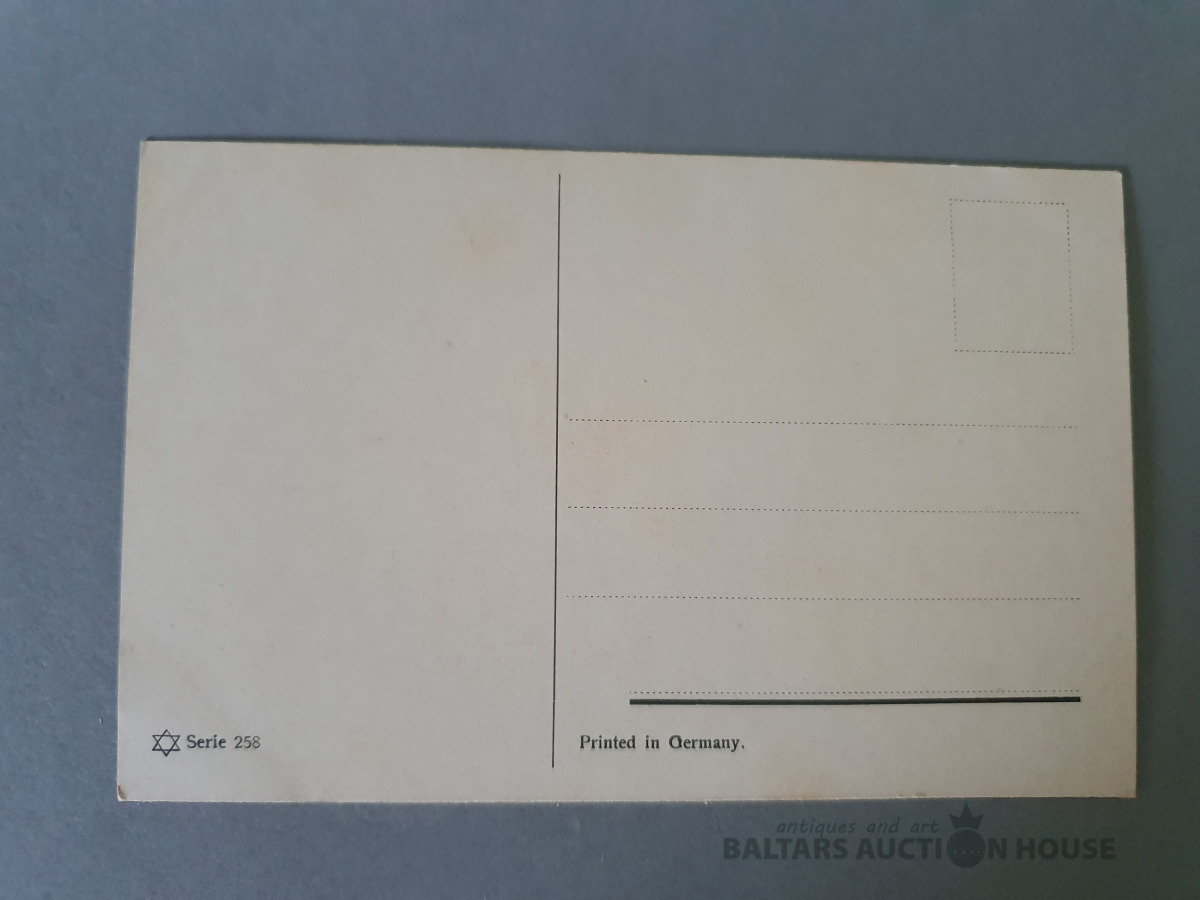 Serie 258
Printed in Germany.
antiques and art
BALTARS AUCTION HOUSE